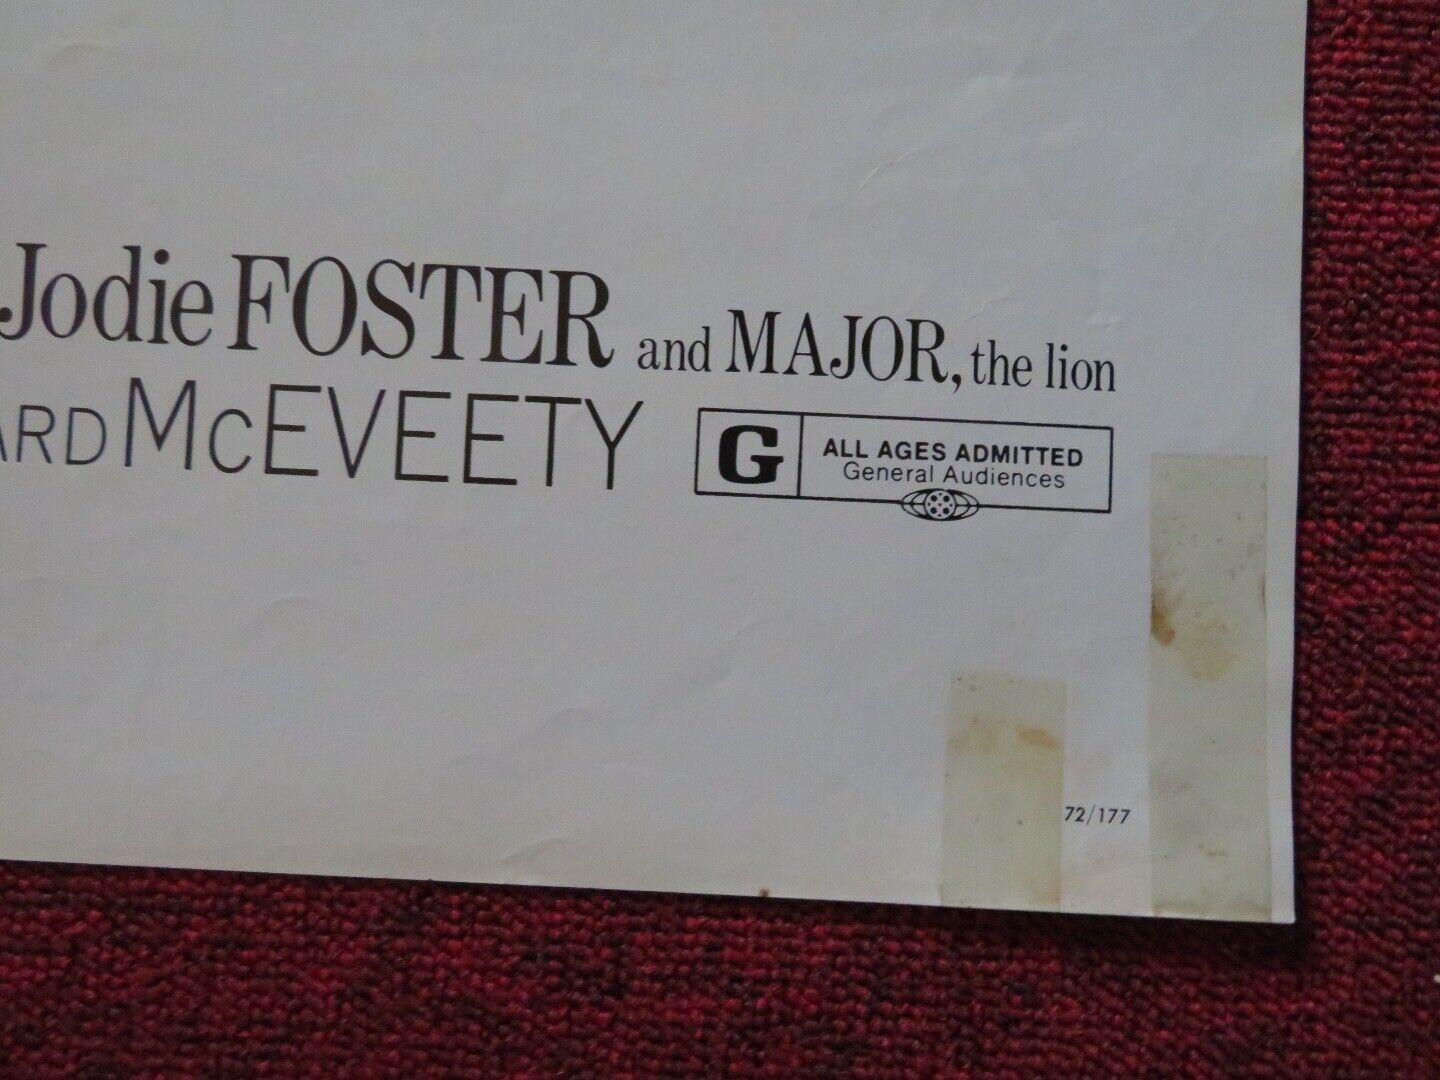 Jodie FOSTER and MAJOR, the lion
ARD McEVEETY
G ALL AGES ADMITTED
General Audiences
72/177